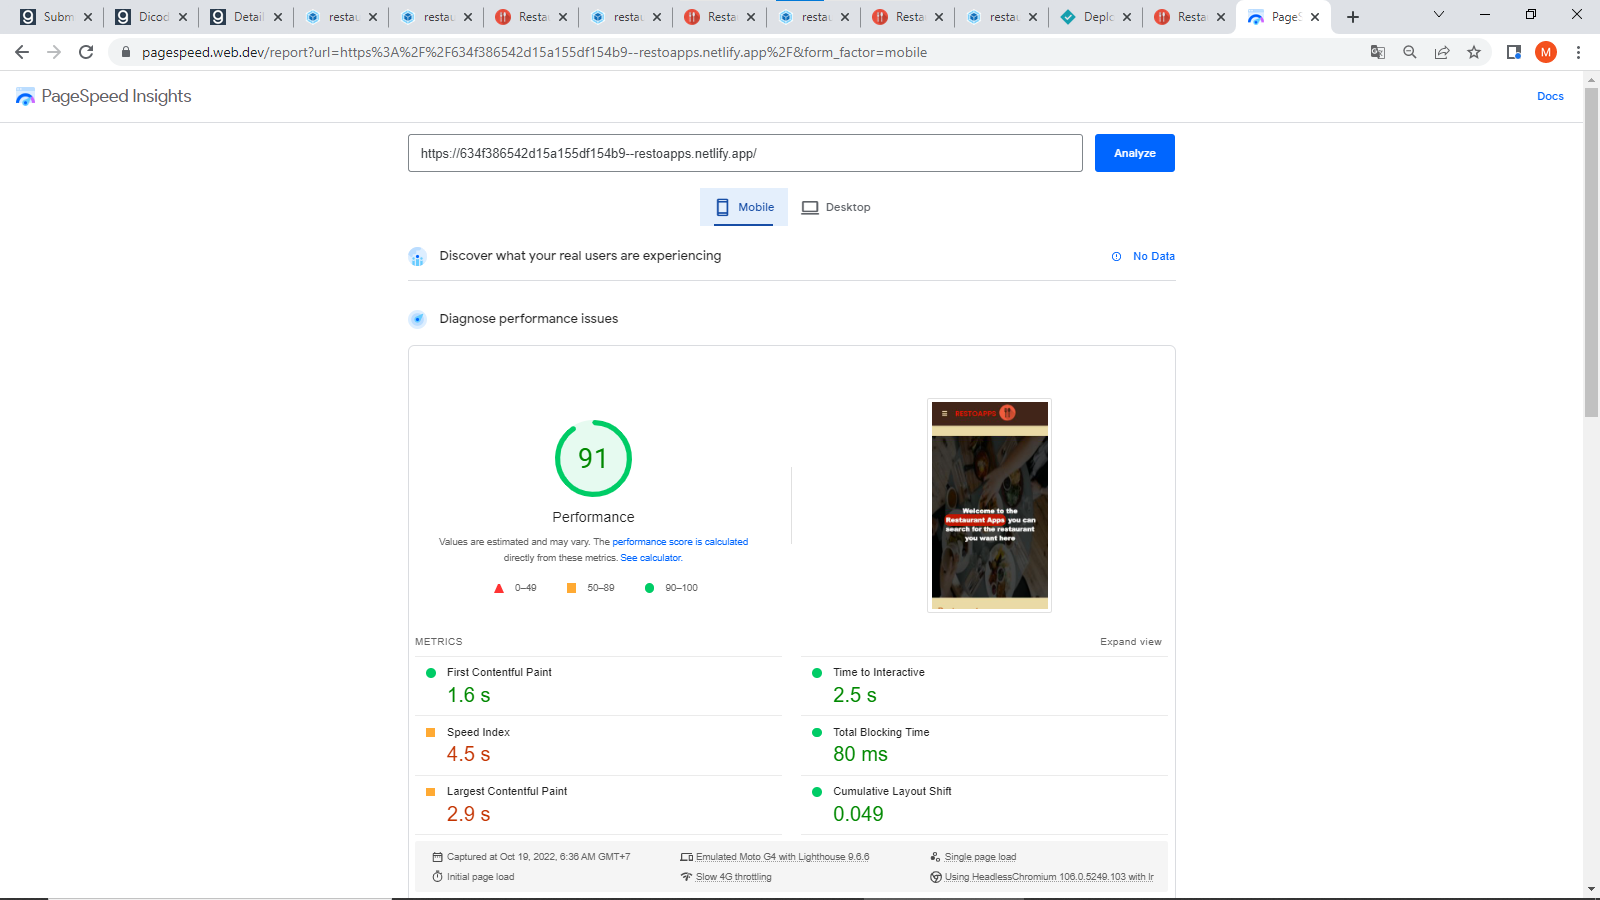 Subm
Dicod
Detail
restau
restau
Restau
restau
Resta
restau
Resta
restau
Deplo
Resta
PageS
pagespeed.web.dev/report?url=https%3A%2F%2F634f386542d15a155df154b9--restoapps.netlify.app%2F&form_factor=mobile
M
PageSpeed Insights
Docs
https://634f386542d15a155df154b9--restoapps.netlify.app/
Analyze
Mobile
Desktop
Discover what your real users are experiencing
No Data
Diagnose performance issues
91
Performance
Values are estimated and may vary. The performance score is calculated
directly from these metrics. See calculator.
0–49
50–89
90–100
RESTOAPPS
Welcome to the
Restaurant Apps you can
search for the restaurant
you want here
METRICS
Expand view
First Contentful Paint
1.6 s
Time to Interactive
2.5 s
Speed Index
4.5 s
Total Blocking Time
80 ms
Largest Contentful Paint
2.9 s
Cumulative Layout Shift
0.049
Captured at Oct 19, 2022, 6:36 AM GMT+7
Emulated Moto G4 with Lighthouse 9.6.6
Single page load
Initial page load
Slow 4G throttling
Using HeadlessChromium 106.0.5249.103 with lr